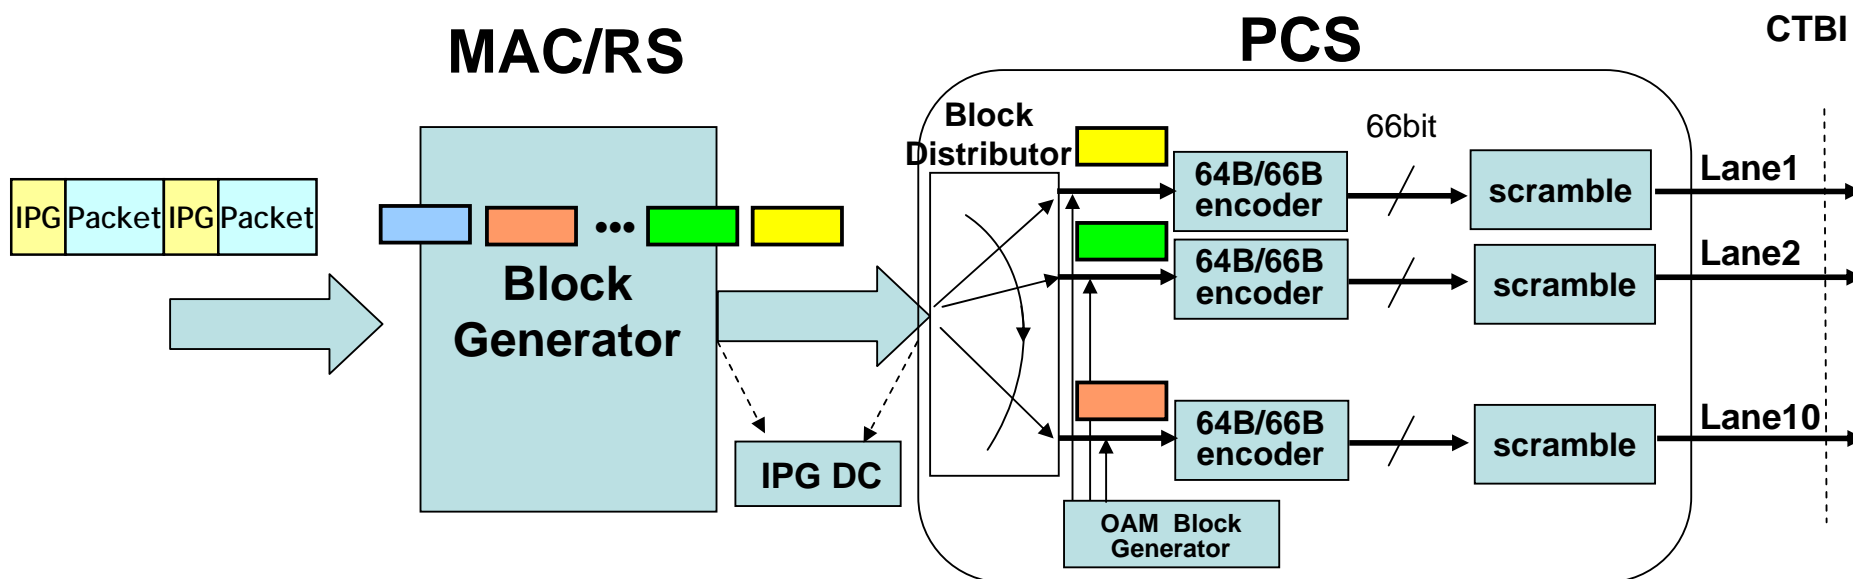 MAC/RS
PCS
CTBI
IPG Packet IPG Packet
Block
Generator
IPG DC
Block
Distributor
66bit
64B/66B
encoder
scramble
Lane1
64B/66B
encoder
scramble
Lane2
64B/66B
encoder
scramble
Lane10
OAM Block
Generator